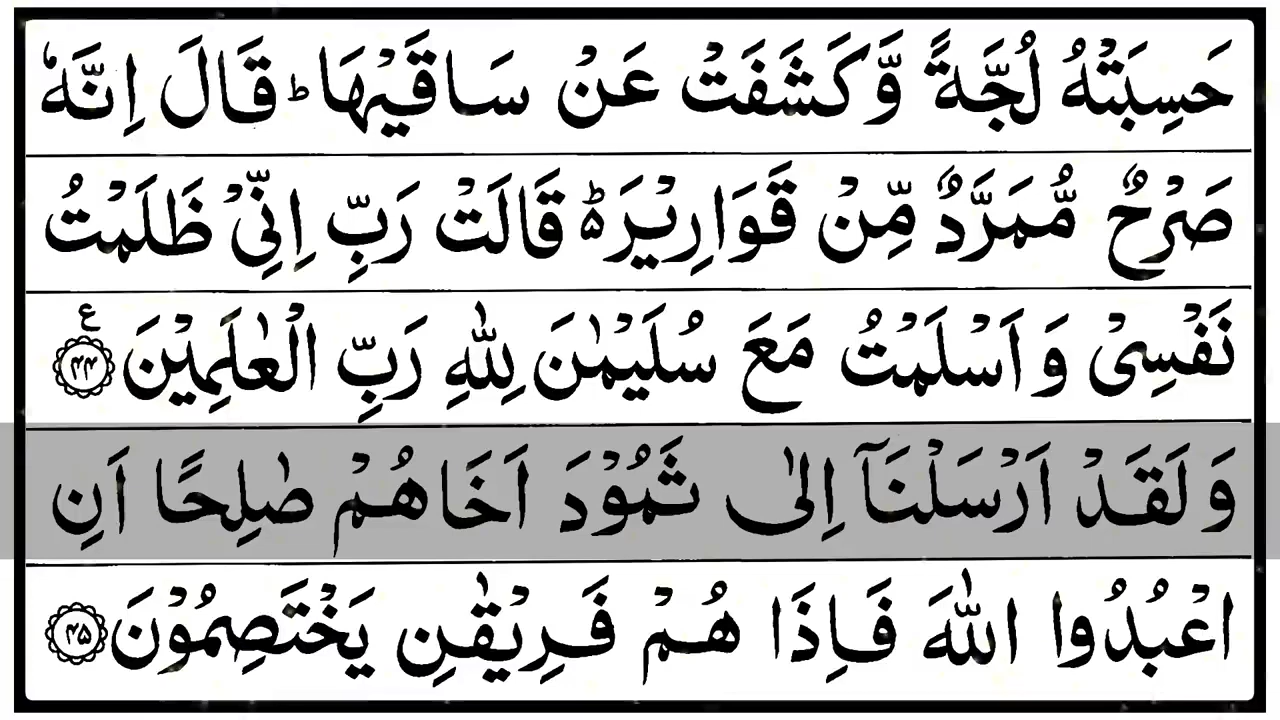 حَسِبَتْهُ لُجَّةً وَّكَشَفَتْ عَنْ سَاقَيْهَا ؕ قَالَ اِنَّهٗ
صَرْحٌ مُّمَرَّدٌ مِّنْ قَوَارِيْرَ ۬ؕ قَالَتْ رَبِّ اِنِّيْ ظَلَمْتُ
نَفْسِيْ وَ اَسْلَمْتُ مَعَ سُلَيْمٰنَ لِلّٰهِ رَبِّ الْعٰلَمِيْنَ ۴۴ ع
وَ لَقَدْ اَرْسَلْنَاۤ اِلٰى ثَمُوْدَ اَخَاهُمْ صٰلِحًا اَنِ
اعْبُدُوا اللّٰهَ فَاِذَا هُمْ فَرِيْقٰنِ يَخْتَصِمُوْنَ ۴۵